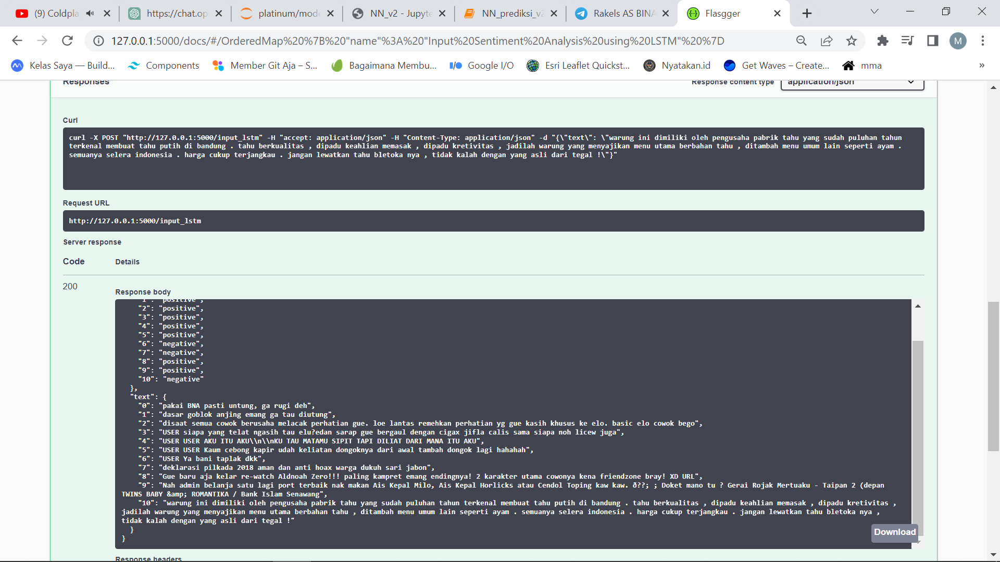 (9) Coldpla
https://chat.op
platinum/mode
NN_v2 - Jupyte
NN_prediksi_v2
Rakels AS BINA
Flasgger
127.0.0.1:5000/docs/#/OrderedMap%20%7B%20"name"%3A%20"Input%20Sentiment%20Analysis%20using%20LSTM"%20%7D
M
Kelas Saya — Build...
Components
Member Git Aja – S...
Bagaimana Membu...
Google I/O
Esri Leaflet Quickst...
Nyatakan.id
Get Waves – Create...
mma
»
Responses
Response content type
application/json
Curl
curl -X POST "http://127.0.0.1:5000/input_lstm" -H "accept: application/json" -H "Content-Type: application/json" -d "{\"text\": \"warung ini dimiliki oleh pengusaha pabrik tahu yang sudah puluhan tahun
terkenal membuat tahu putih di bandung . tahu berkualitas , dipadu keahlian memasak , dipadu kretivitas , jadilah warung yang menyajikan menu utama berbahan tahu , ditambah menu umum lain seperti ayam .
semuanya selera indonesia . harga cukup terjangkau . jangan lewatkan tahu bletoka nya , tidak kalah dengan yang asli dari tegal !\"}"
Request URL
http://127.0.0.1:5000/input_lstm
Server response
Code
Details
200
Response body
"1": "positive",
"2": "positive",
"3": "positive",
"4": "positive",
"5": "positive",
"6": "negative",
"7": "negative",
"8": "positive",
"9": "positive",
"10": "negative"
},
"text": {
"0": "pakai BNA pasti untung, ga rugi deh",
"1": "dasar goblok anjing emang ga tau diutung",
"2": "disaat semua cowok berusaha melacak perhatian gue. loe lantas remehkan perhatian yg gue kasih khusus ke elo. basic elo cowok bego",
"3": "USER siapa yang telat ngasih tau elu?edan sarap gue bergaul dengan cigax jifla calis sama siapa noh licew juga",
"4": "USER USER AKU ITU AKU\\n\\nKU TAU MATAMU SIPIT TAPI DILIAT DARI MANA ITU AKU",
"5": "USER USER Kaum cebong kapir udah keliatan dongoknya dari awal tambah dongok lagi hahahah",
"6": "USER Ya bani taplak dkk",
"7": "deklarasi pilkada 2018 aman dan anti hoax warga dukuh sari jabon",
"8": "Gue baru aja kelar re-watch Aldnoah Zero!!! paling kampret emang endingnya! 2 karakter utama cowonya kena friendzone bray! XD URL",
"9": "Nah admin belanja satu lagi port terbaik nak makan Ais Kepal Milo, Ais Kepal Horlicks atau Cendol Toping kaw kaw. ð??; ; Doket mano tu ? Gerai Rojak Mertuaku - Taipan 2 (depan
TWINS BABY &amp; ROMANTIKA / Bank Islam Senawang",
"10": "warung ini dimiliki oleh pengusaha pabrik tahu yang sudah puluhan tahun terkenal membuat tahu putih di bandung . tahu berkualitas , dipadu keahlian memasak , dipadu kretivitas ,
jadilah warung yang menyajikan menu utama berbahan tahu , ditambah menu umum lain seperti ayam . semuanya selera indonesia . harga cukup terjangkau . jangan lewatkan tahu bletoka nya ,
tidak kalah dengan yang asli dari tegal !"
}
}
Download
Response headers